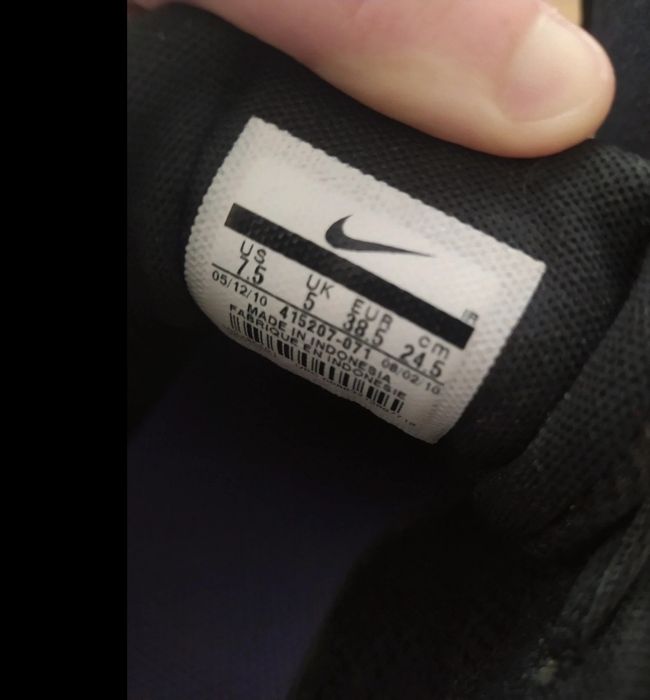 US UK EUR cm
7.5 5 38.5 24.5
05/12/10 415207-071 08/02/10
MADE IN INDONESIA
FABRIQUE EN INDONESIE